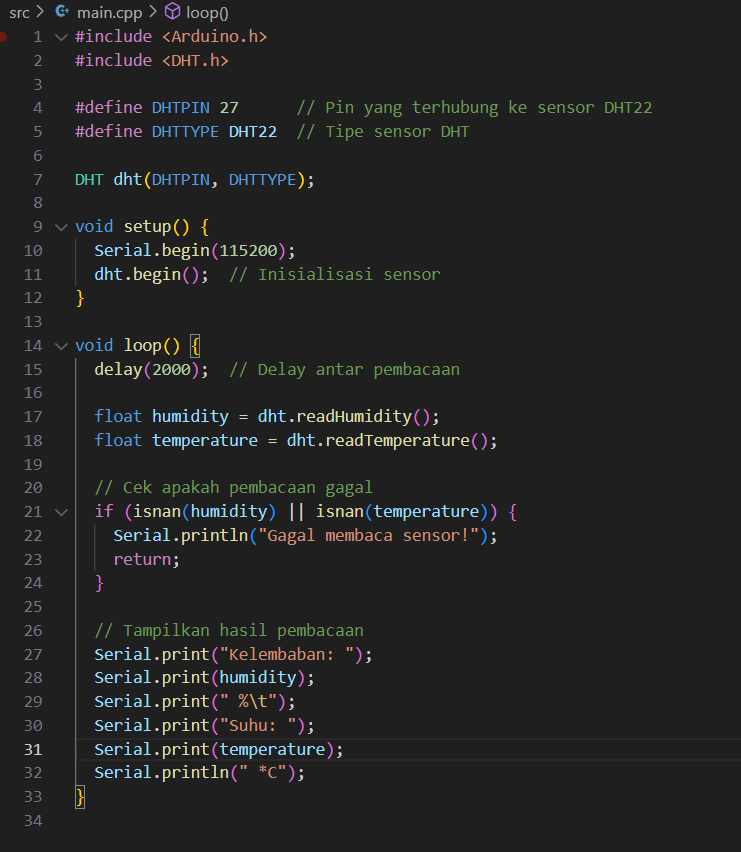 src > main.cpp > loop()
1 #include <Arduino.h>
2 #include <DHT.h>
3
4 #define DHTPIN 27      // Pin yang terhubung ke sensor DHT22
5 #define DHTTYPE DHT22  // Tipe sensor DHT
6
7 DHT dht(DHTPIN, DHTTYPE);
8
9 void setup() {
10   Serial.begin(115200);
11   dht.begin();  // Inisialisasi sensor
12 }
13
14 void loop() {
15   delay(2000);  // Delay antar pembacaan
16
17   float humidity = dht.readHumidity();
18   float temperature = dht.readTemperature();
19
20   // Cek apakah pembacaan gagal
21   if (isnan(humidity) || isnan(temperature)) {
22     Serial.println("Gagal membaca sensor!");
23     return;
24   }
25
26   // Tampilkan hasil pembacaan
27   Serial.print("Kelembaban: ");
28   Serial.print(humidity);
29   Serial.print(" %\t");
30   Serial.print("Suhu: ");
31   Serial.print(temperature);
32   Serial.println(" *C");
33 }
34